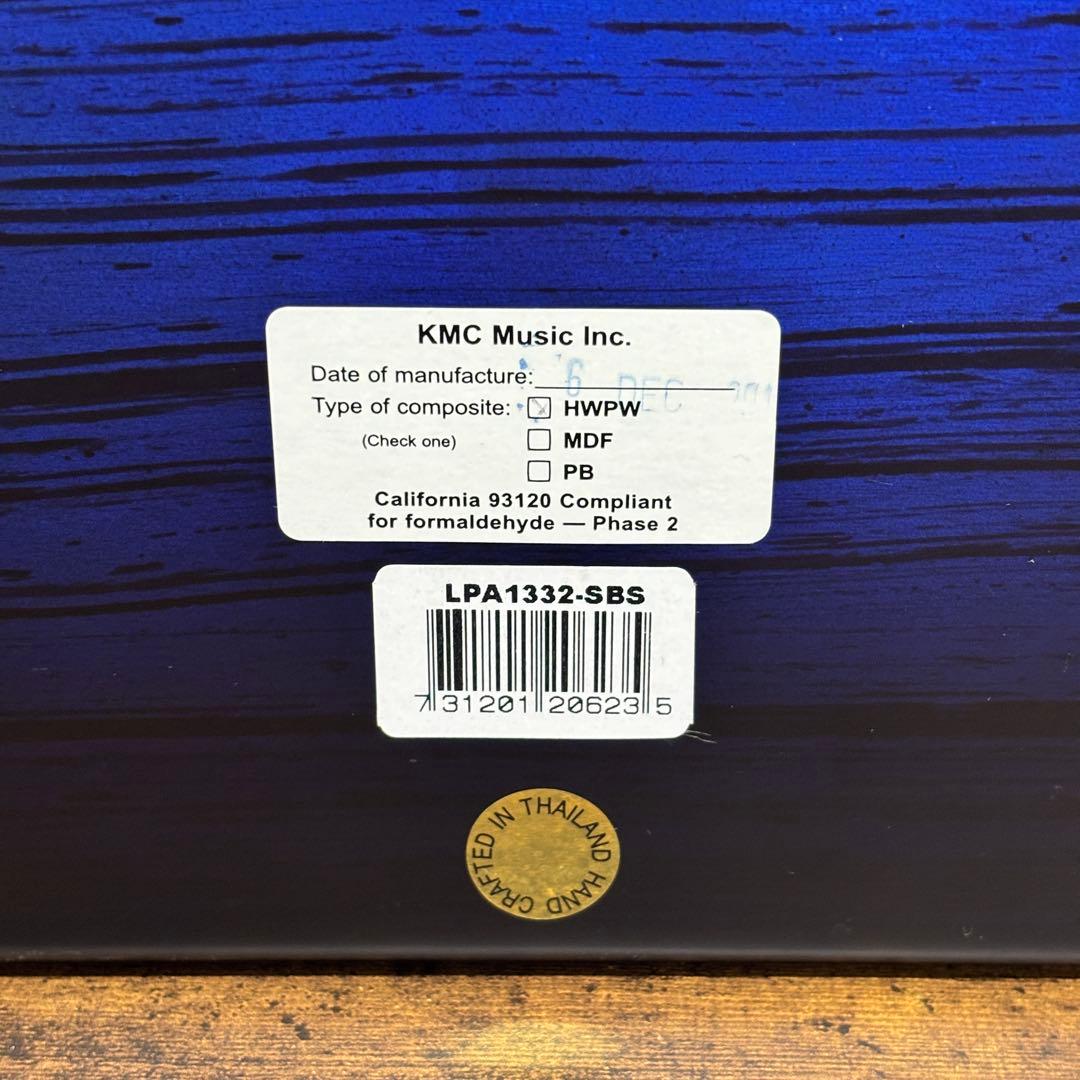 KMC Music Inc.
Date of manufacture: 6 DEC
Type of composite: HWPW
(Check one) MDF
PB
California 93120 Compliant
for formaldehyde — Phase 2
LPA1332-SBS
7 31201 20623 5
HAND CRAFTED IN THAILAND